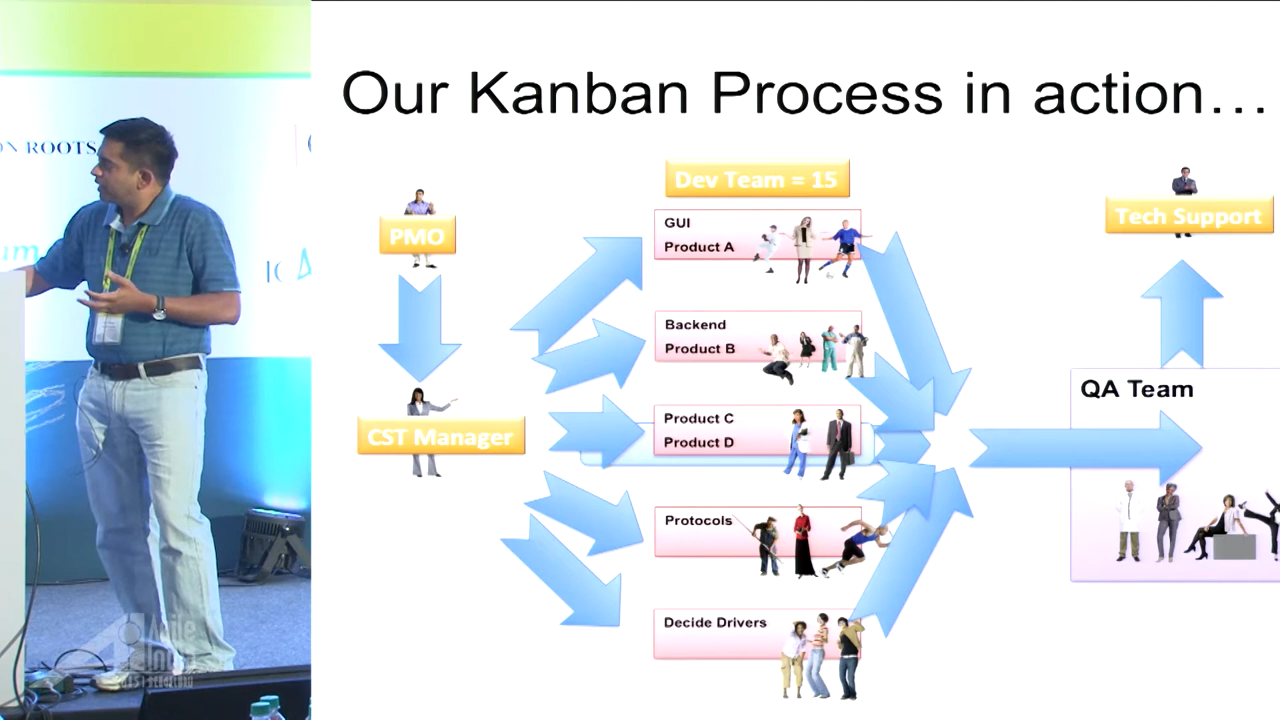 Our Kanban Process in action...
Dev Team = 15
PMO
CST Manager
GUI
Product A
Backend
Product B
Product C
Product D
Protocols
Decide Drivers
Tech Support
QA Team
ROOTS
Agile